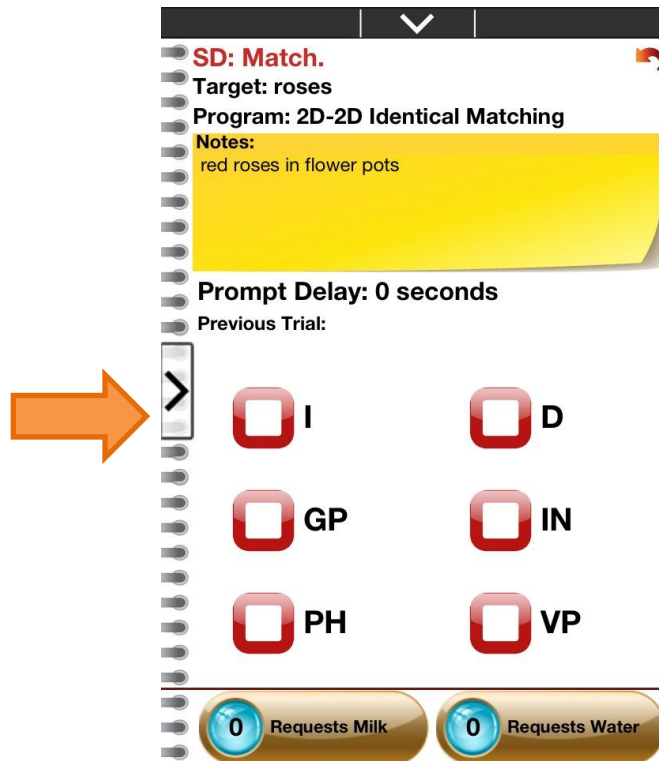 SD: Match.
Target: roses
Program: 2D-2D Identical Matching
Notes:
red roses in flower pots
Prompt Delay: 0 seconds
Previous Trial:
I D
GP IN
PH VP
0 Requests Milk 0 Requests Water